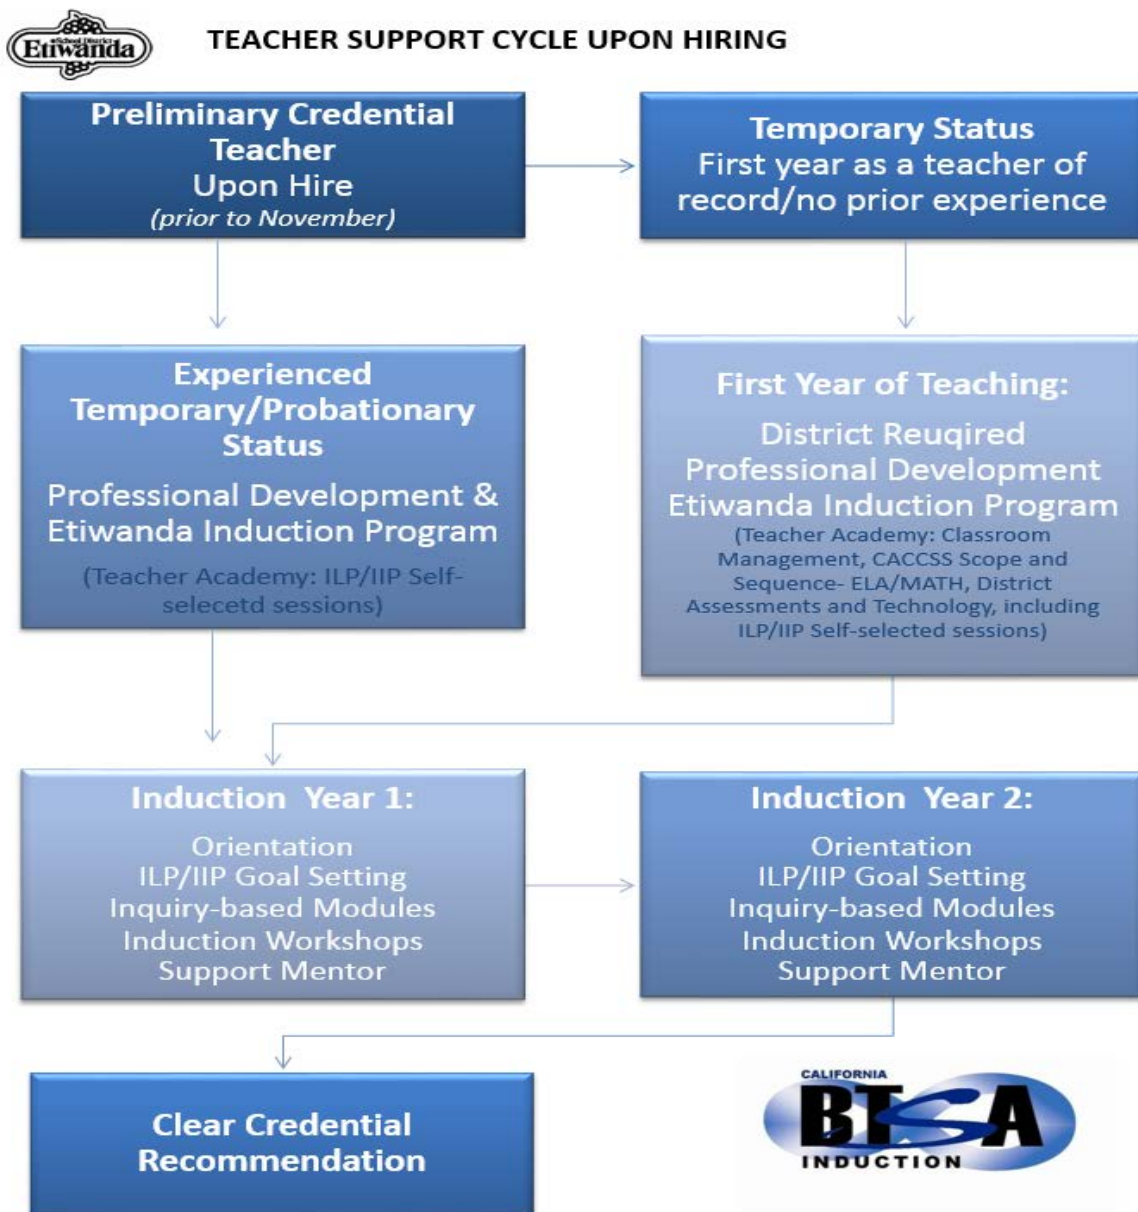 School District
Etiwanda
TEACHER SUPPORT CYCLE UPON HIRING
Preliminary Credential
Teacher
Upon Hire
(prior to November)
Temporary Status
First year as a teacher of
record/no prior experience
Experienced
Temporary/Probationary
Status
Professional Development &
Etiwanda Induction Program
(Teacher Academy: ILP/IIP Self-
selecetd sessions)
First Year of Teaching:
District Reuqired
Professional Development
Etiwanda Induction Program
(Teacher Academy: Classroom
Management, CACCSS Scope and
Sequence- ELA/MATH, District
Assessments and Technology, including
ILP/IIP Self-selected sessions)
Induction Year 1:
Orientation
ILP/IIP Goal Setting
Inquiry-based Modules
Induction Workshops
Support Mentor
Induction Year 2:
Orientation
ILP/IIP Goal Setting
Inquiry-based Modules
Induction Workshops
Support Mentor
Clear Credential
Recommendation
CALIFORNIA
BTSA
INDUCTION